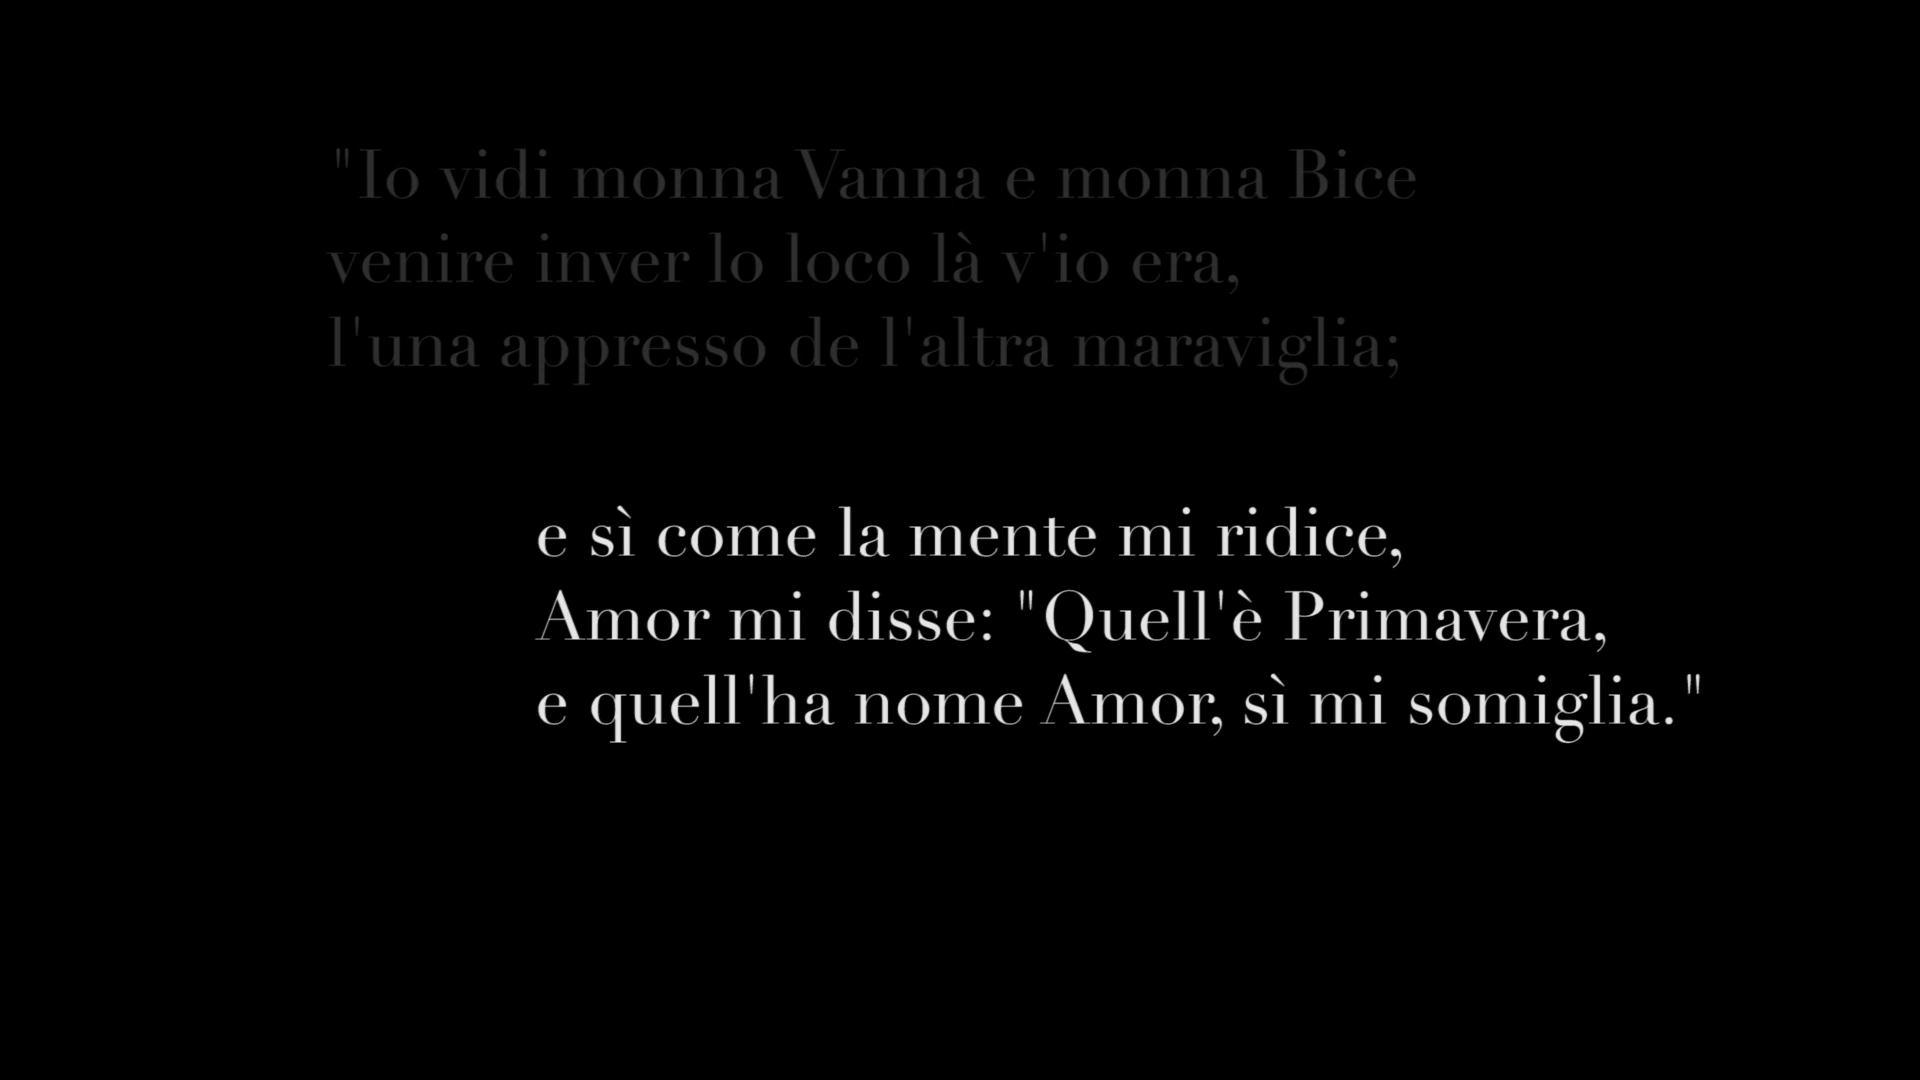 "Io vidi monna Vanna e monna Bice
venire inver lo loco là v'io era,
l'una appresso de l'altra maraviglia;
e sì come la mente mi ridice,
Amor mi disse: "Quell'è Primavera,
e quell'ha nome Amor, sì mi somiglia."